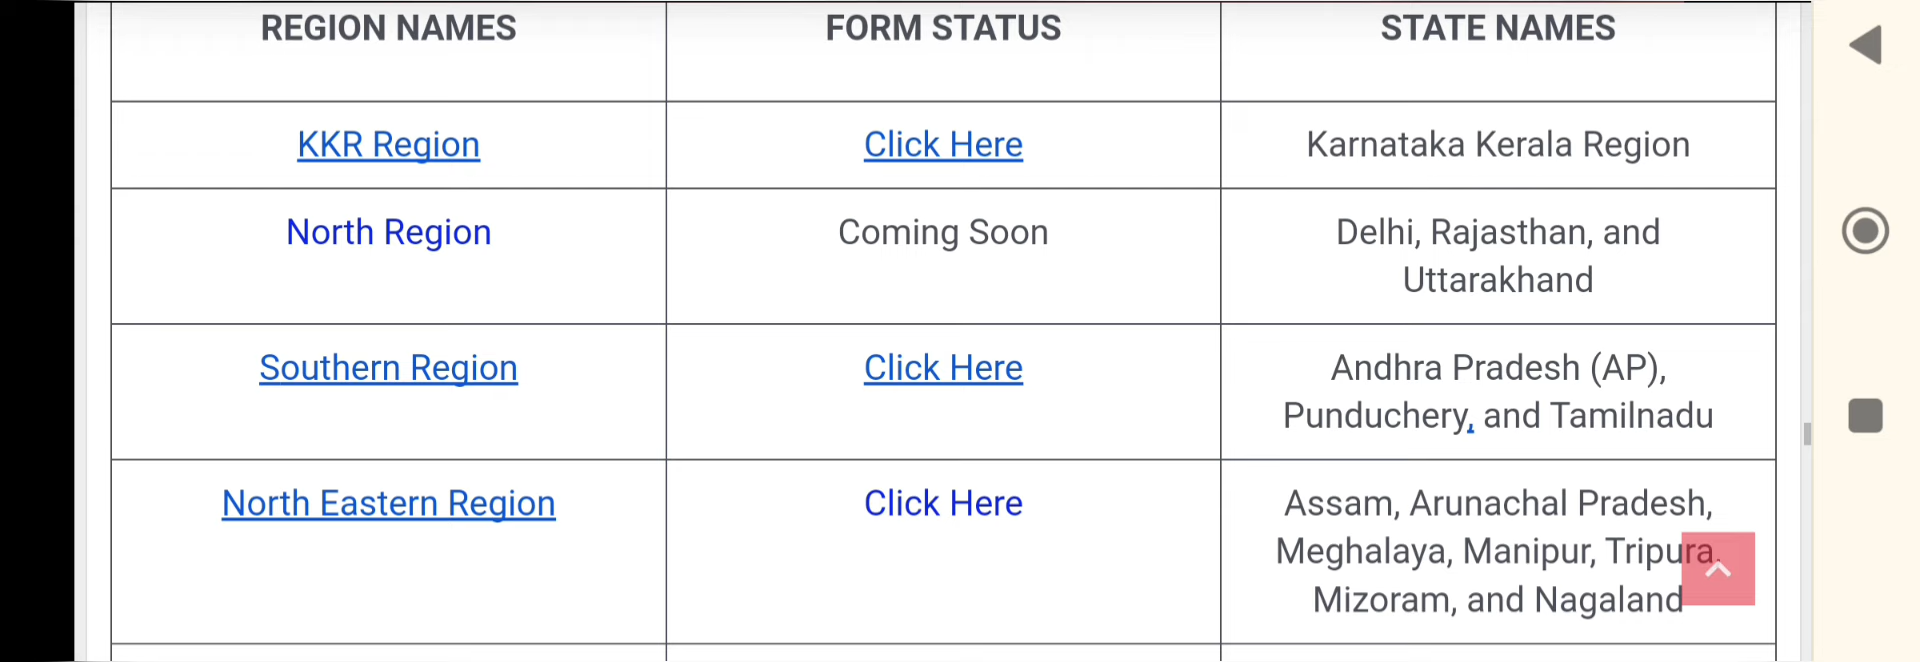 REGION NAMES FORM STATUS STATE NAMES
KKR Region Click Here Karnataka Kerala Region
North Region Coming Soon Delhi, Rajasthan, and
Uttarakhand
Southern Region Click Here Andhra Pradesh (AP),
Punduchery, and Tamilnadu
North Eastern Region Click Here Assam, Arunachal Pradesh,
Meghalaya, Manipur, Tripura,
Mizoram, and Nagaland